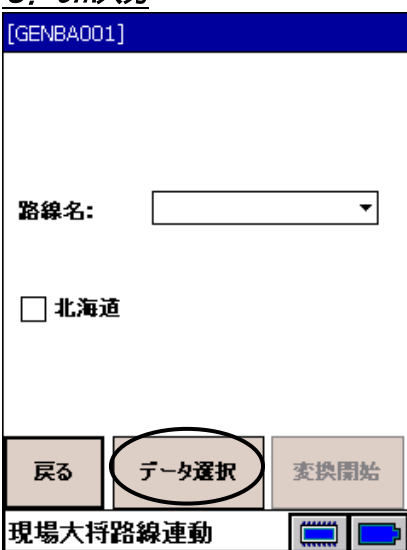 [GENBA001]
路線名:
北海道
戻る
データ選択
変換開始
現場大将路線連動